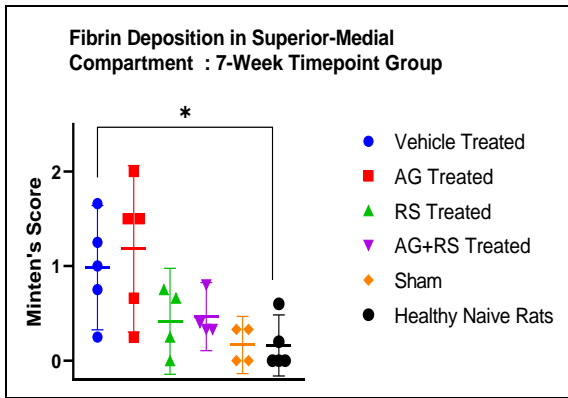 Fibrin Deposition in Superior-Medial
Compartment : 7-Week Timepoint Group
*
2
1
0
Minten's Score
Vehicle Treated
AG Treated
RS Treated
AG+RS Treated
Sham
Healthy Naive Rats